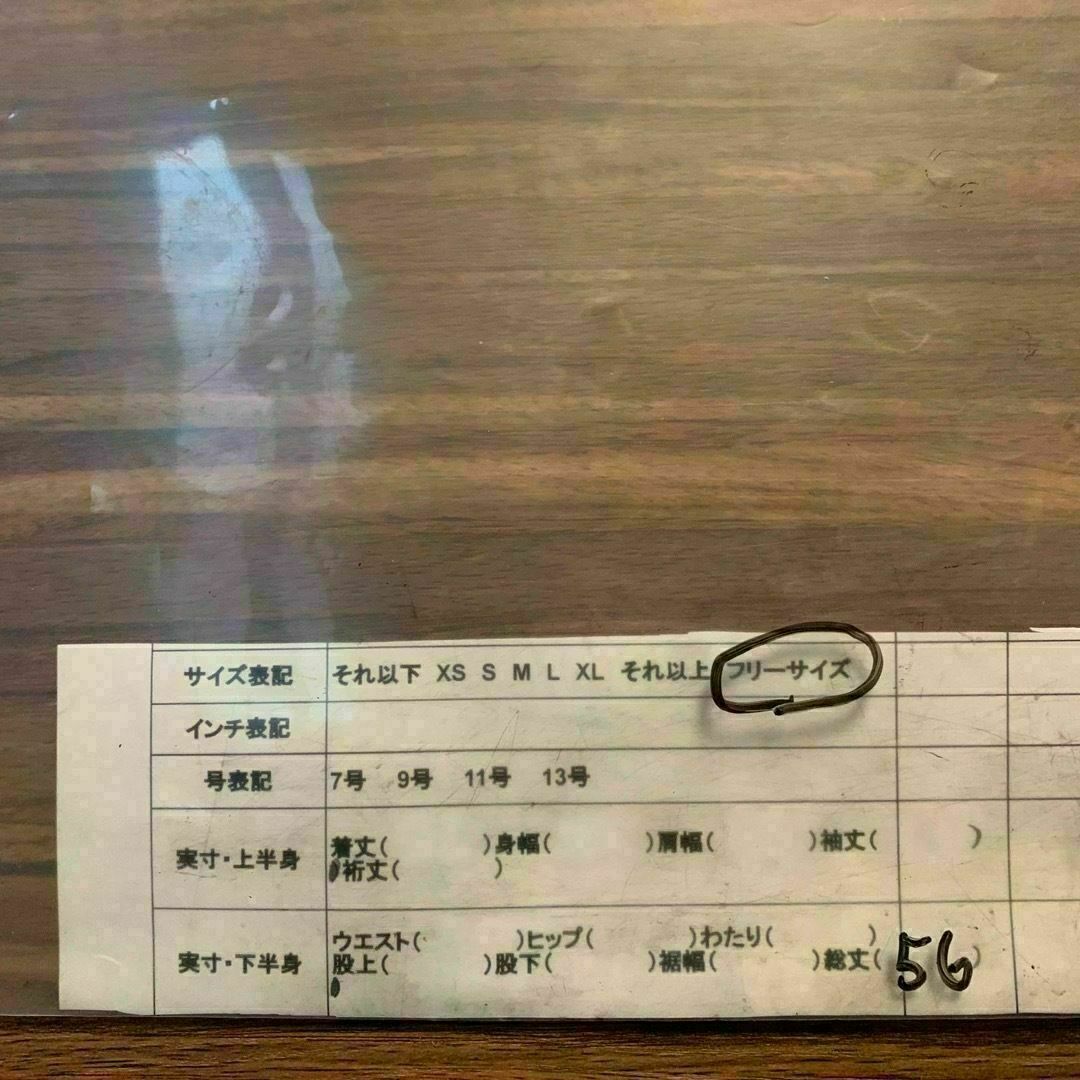 サイズ表記 それ以下 XS S M L XL それ以上 フリーサイズ
インチ表記
号表記 7号 9号 11号 13号
実寸・上半身 着丈( )身幅( )肩幅( )袖丈( )
裄丈( )
実寸・下半身 ウエスト( )ヒップ( )わたり( )
股上( )股下( )裾幅( )総丈( 56 )